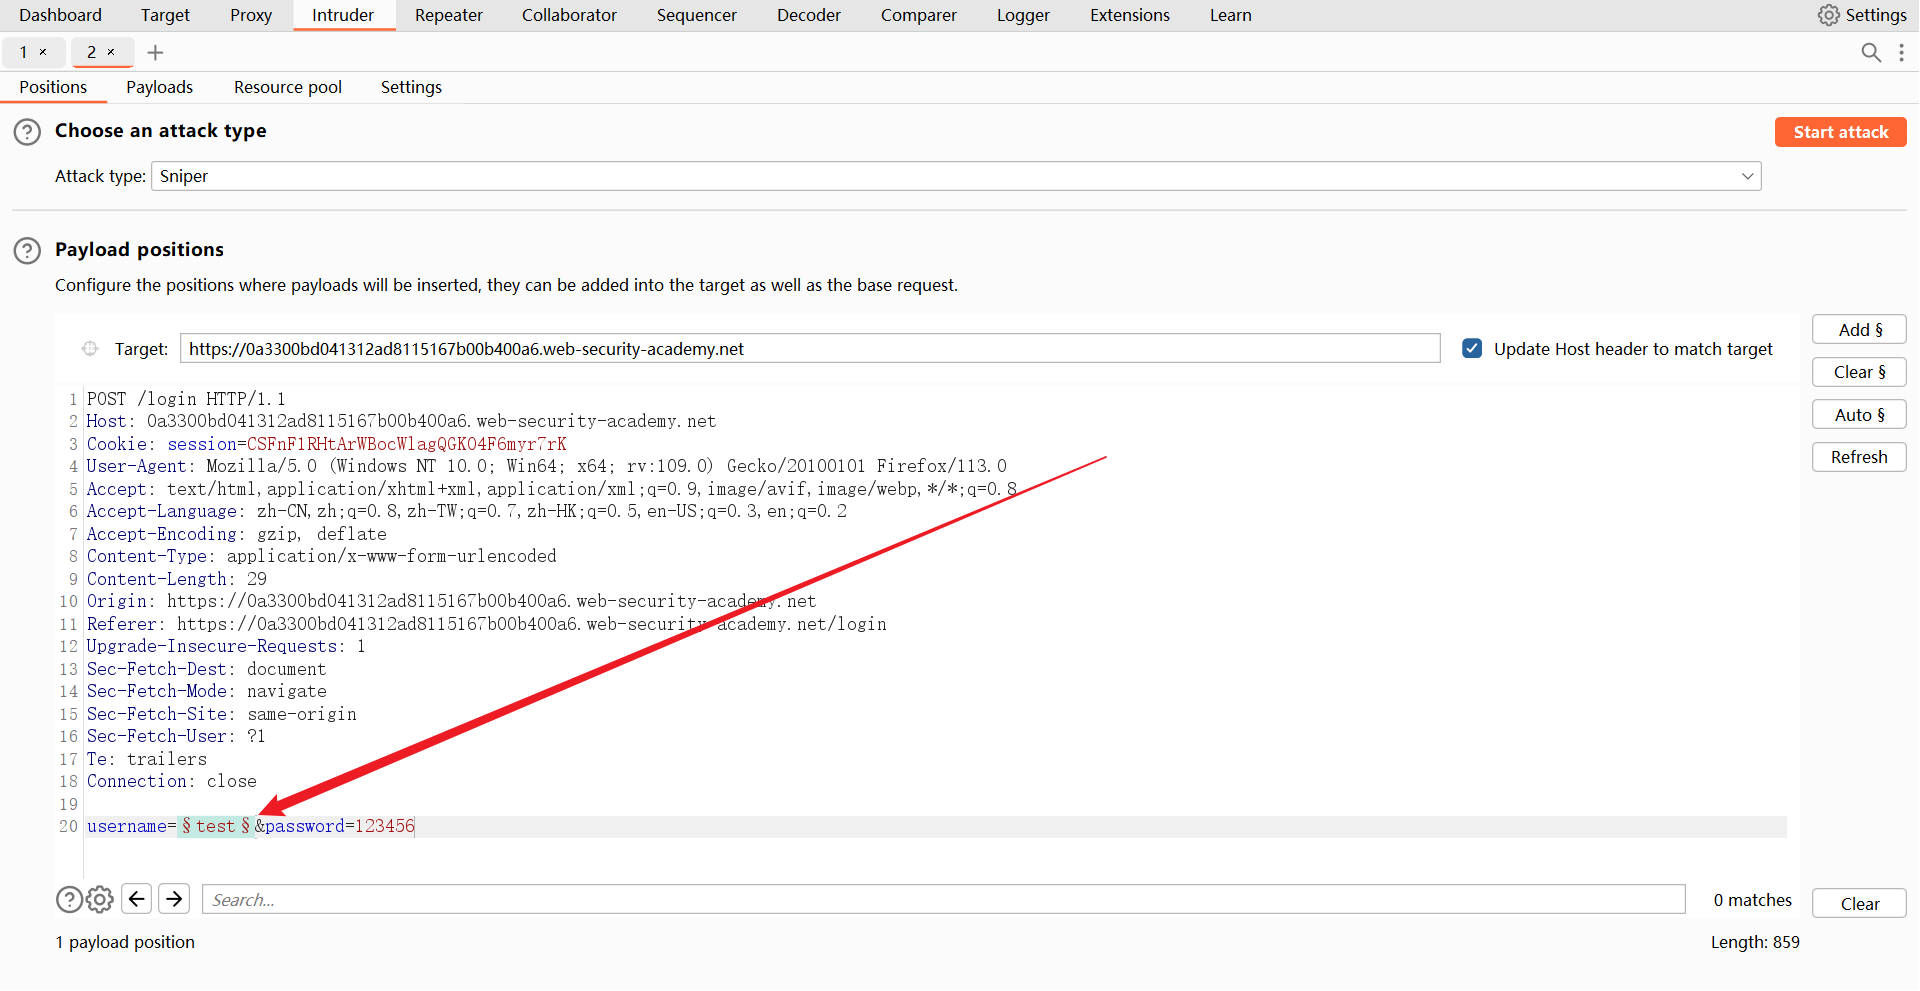 Dashboard Target Proxy Intruder Repeater Collaborator Sequencer Decoder Comparer Logger Extensions Learn Settings
1 × 2 × +
Positions Payloads Resource pool Settings
? Choose an attack type Start attack
Attack type: Sniper
? Payload positions
Configure the positions where payloads will be inserted, they can be added into the target as well as the base request.
Add §
Target: https://0a3300bd041312ad8115167b00b400a6.web-security-academy.net Update Host header to match target
Clear §
Auto §
Refresh
1 POST /login HTTP/1.1
2 Host: 0a3300bd041312ad8115167b00b400a6.web-security-academy.net
3 Cookie: session=CSFnF1RHtArWBocWlagQGKO4F6myr7rK
4 User-Agent: Mozilla/5.0 (Windows NT 10.0; Win64; x64; rv:109.0) Gecko/20100101 Firefox/113.0
5 Accept: text/html,application/xhtml+xml,application/xml;q=0.9,image/avif,image/webp,*/*;q=0.8
6 Accept-Language: zh-CN,zh;q=0.8,zh-TW;q=0.7,zh-HK;q=0.5,en-US;q=0.3,en;q=0.2
7 Accept-Encoding: gzip, deflate
8 Content-Type: application/x-www-form-urlencoded
9 Content-Length: 29
10 Origin: https://0a3300bd041312ad8115167b00b400a6.web-security-academy.net
11 Referer: https://0a3300bd041312ad8115167b00b400a6.web-security-academy.net/login
12 Upgrade-Insecure-Requests: 1
13 Sec-Fetch-Dest: document
14 Sec-Fetch-Mode: navigate
15 Sec-Fetch-Site: same-origin
16 Sec-Fetch-User: ?1
17 Te: trailers
18 Connection: close
19
20 username=§test§&password=123456
? Search... 0 matches Clear
1 payload position Length: 859